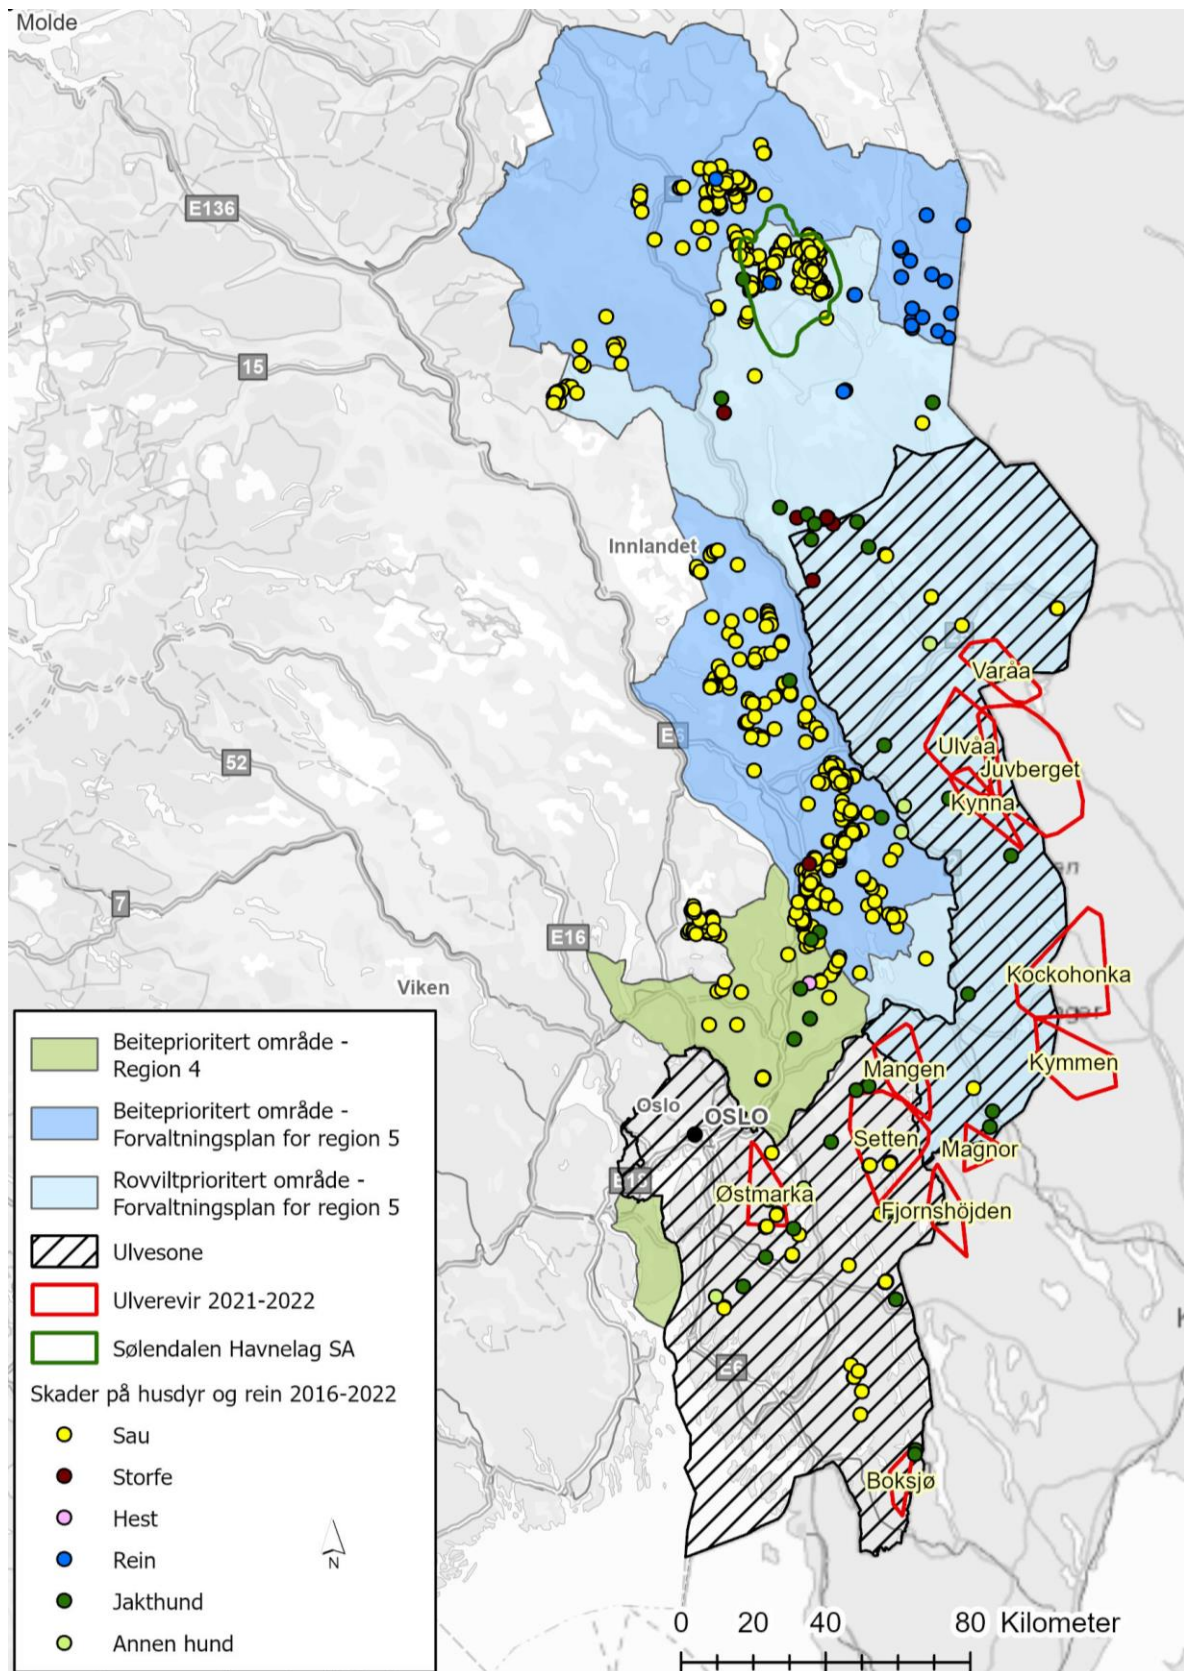 Molde
E136
15
Innlandet
E6
52
Varåa
Ulvåa
Juvberget
Kynna
7
E16
Viken
Kockohonka
Kymmen
Mangen
Oslo
OSLO
Setten
Magnor
Østmarka
Fjornshöjden
E6
Boksjø
Beiteprioritert område -
Region 4
Beiteprioritert område -
Forvaltningsplan for region 5
Rovviltprioritert område -
Forvaltningsplan for region 5
Ulvesone
Ulverevir 2021-2022
Sølendalen Havnelag SA
Skader på husdyr og rein 2016-2022
Sau
Storfe
Hest
Rein
Jakthund
Annen hund
N
0 20 40 80 Kilometer